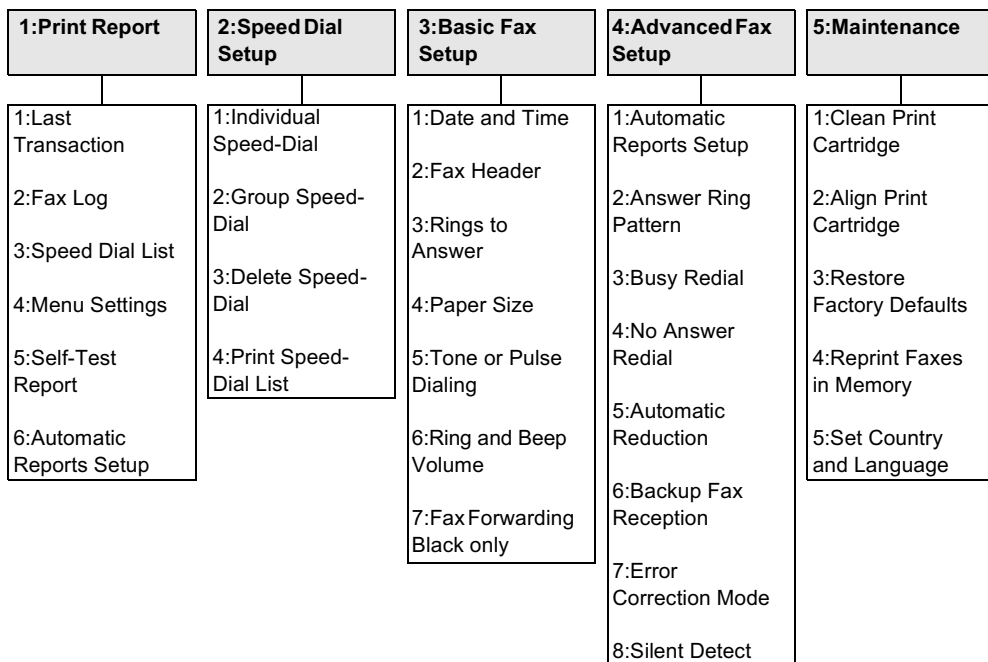 1:Print Report
2:Speed Dial
Setup
3:Basic Fax
Setup
4:Advanced Fax
Setup
5:Maintenance
1:Last
Transaction
2:Fax Log
3:Speed Dial List
4:Menu Settings
5:Self-Test
Report
6:Automatic
Reports Setup
1:Individual
Speed-Dial
2:Group Speed-
Dial
3:Delete Speed-
Dial
4:Print Speed-
Dial List
1:Date and Time
2:Fax Header
3:Rings to
Answer
4:Paper Size
5:Tone or Pulse
Dialing
6:Ring and Beep
Volume
7:Fax Forwarding
Black only
1:Automatic
Reports Setup
2:Answer Ring
Pattern
3:Busy Redial
4:No Answer
Redial
5:Automatic
Reduction
6:Backup Fax
Reception
7:Error
Correction Mode
8:Silent Detect
1:Clean Print
Cartridge
2:Align Print
Cartridge
3:Restore
Factory Defaults
4:Reprint Faxes
in Memory
5:Set Country
and Language